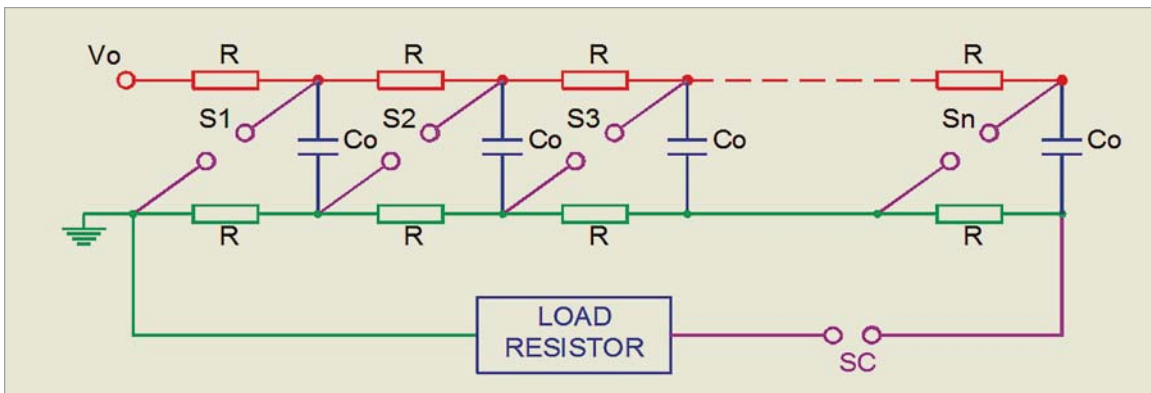 Vo R R R R
S1 Co S2 Co S3 Co Sn Co
R R R R
LOAD
RESISTOR
SC